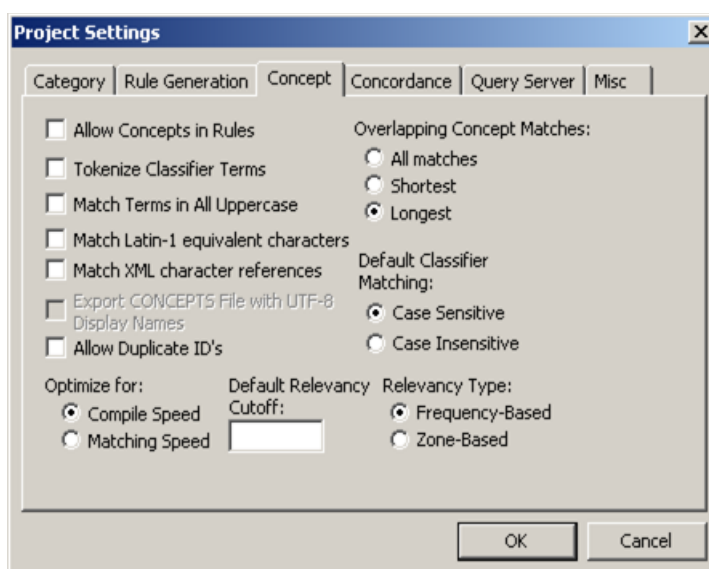 Project Settings
Category
Rule Generation
Concept
Concordance
Query Server
Misc
Allow Concepts in Rules
Tokenize Classifier Terms
Match Terms in All Uppercase
Match Latin-1 equivalent characters
Match XML character references
Export CONCEPTS File with UTF-8
Display Names
Allow Duplicate ID's
Overlapping Concept Matches:
All matches
Shortest
Longest
Default Classifier
Matching:
Case Sensitive
Case Insensitive
Optimize for:
Compile Speed
Matching Speed
Default Relevancy
Cutoff:
Relevancy Type:
Frequency-Based
Zone-Based
OK
Cancel